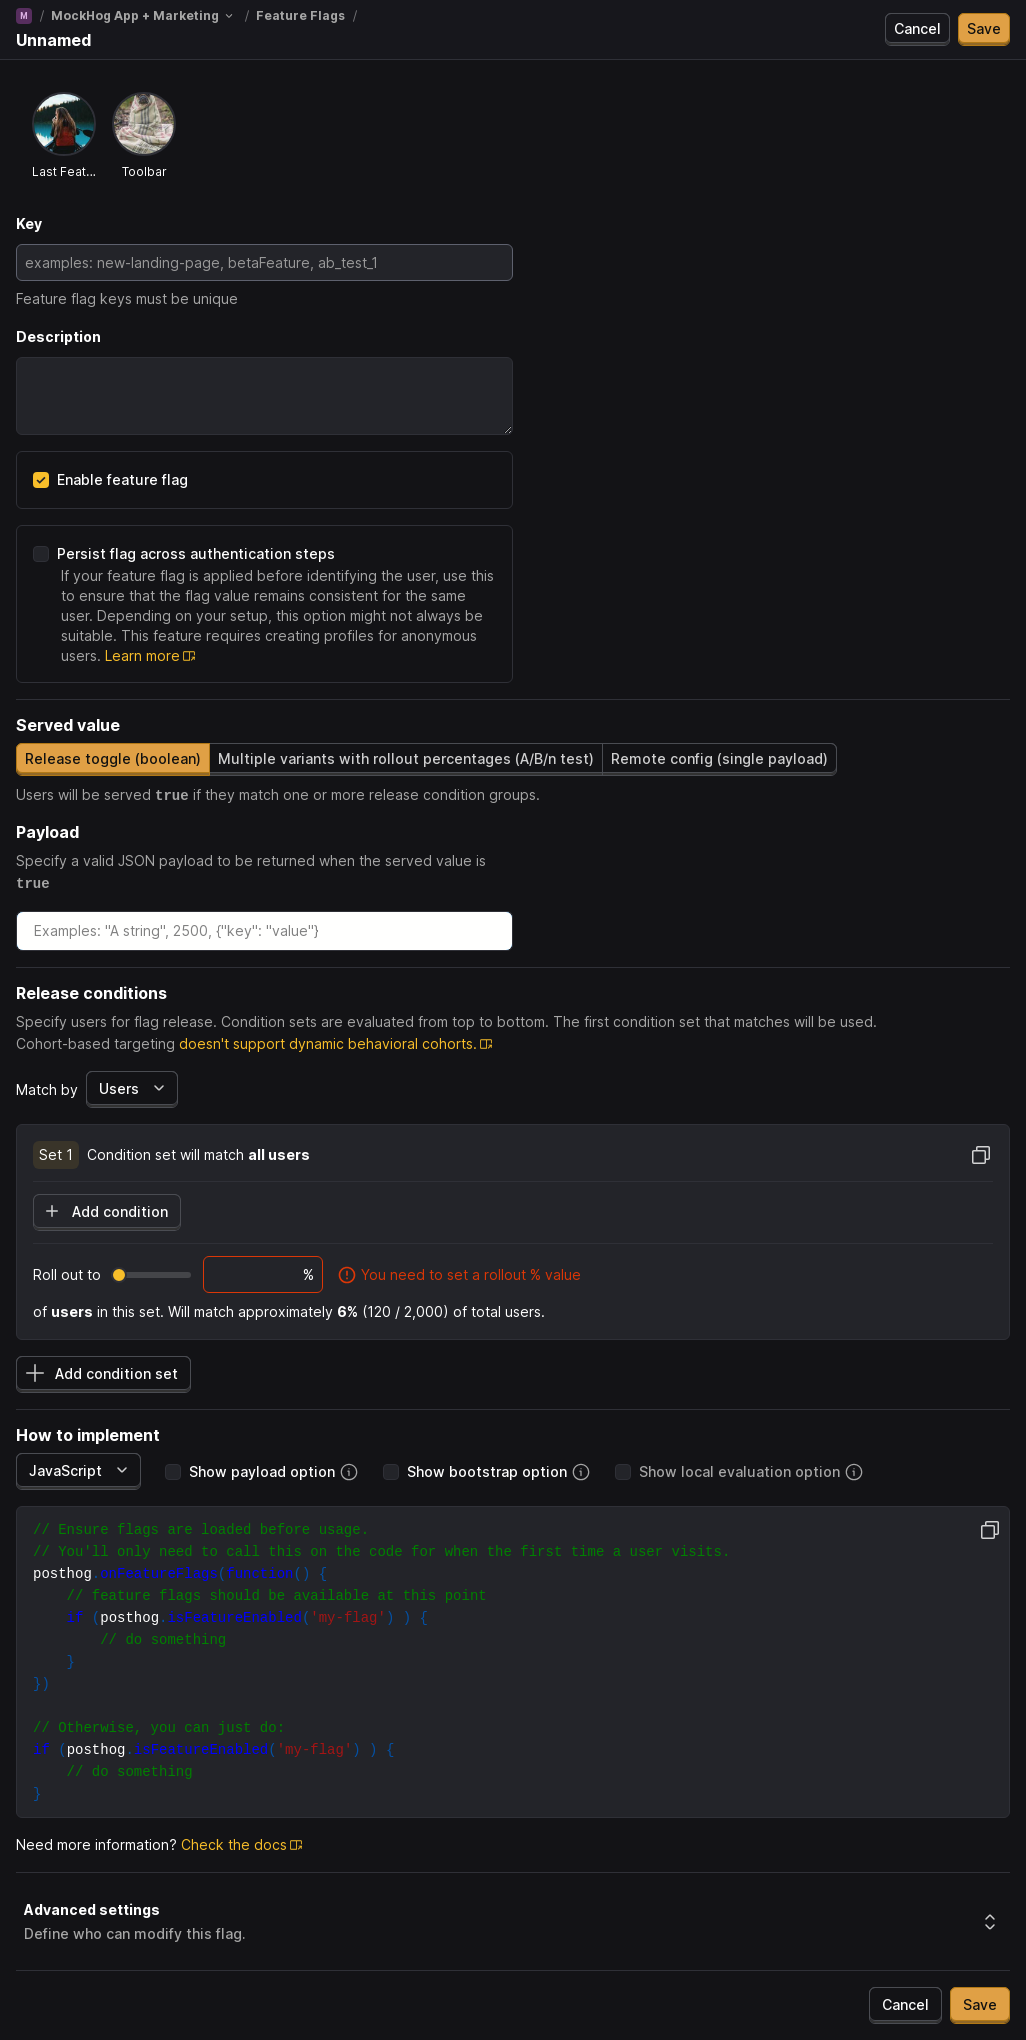 M / MockHog App + Marketing / Feature Flags /
Unnamed
Cancel
Save
Last Feat...
Toolbar
Key
examples: new-landing-page, betaFeature, ab_test_1
Feature flag keys must be unique
Description
Enable feature flag
Persist flag across authentication steps
If your feature flag is applied before identifying the user, use this
to ensure that the flag value remains consistent for the same
user. Depending on your setup, this option might not always be
suitable. This feature requires creating profiles for anonymous
users. Learn more
Served value
Release toggle (boolean)
Multiple variants with rollout percentages (A/B/n test)
Remote config (single payload)
Users will be served true if they match one or more release condition groups.
Payload
Specify a valid JSON payload to be returned when the served value is
true
Examples: "A string", 2500, {"key": "value"}
Release conditions
Specify users for flag release. Condition sets are evaluated from top to bottom. The first condition set that matches will be used.
Cohort-based targeting doesn't support dynamic behavioral cohorts.
Match by Users
Set 1 Condition set will match all users
Add condition
Roll out to % You need to set a rollout % value
of users in this set. Will match approximately 6% (120 / 2,000) of total users.
Add condition set
How to implement
JavaScript
Show payload option
Show bootstrap option
Show local evaluation option
// Ensure flags are loaded before usage.
// You'll only need to call this on the code for when the first time a user visits.
posthog.onFeatureFlags(function() {
    // feature flags should be available at this point
    if (posthog.isFeatureEnabled('my-flag') ) {
        // do something
    }
})
// Otherwise, you can just do:
if (posthog.isFeatureEnabled('my-flag') ) {
    // do something
}
Need more information? Check the docs
Advanced settings
Define who can modify this flag.
Cancel
Save